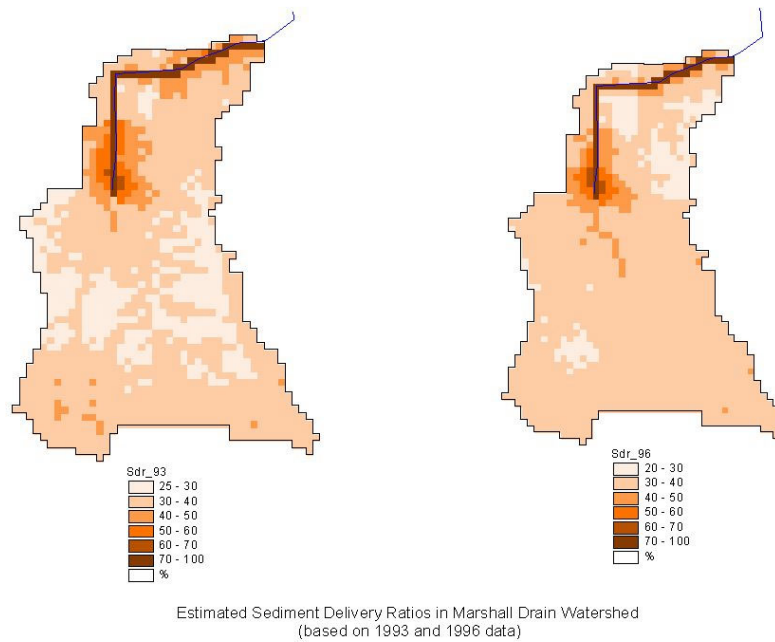 Sdr_93
25 - 30
30 - 40
40 - 50
50 - 60
60 - 70
70 - 100
%
Sdr_96
20 - 30
30 - 40
40 - 50
50 - 60
60 - 70
70 - 100
%
Estimated Sediment Delivery Ratios in Marshall Drain Watershed
(based on 1993 and 1996 data)